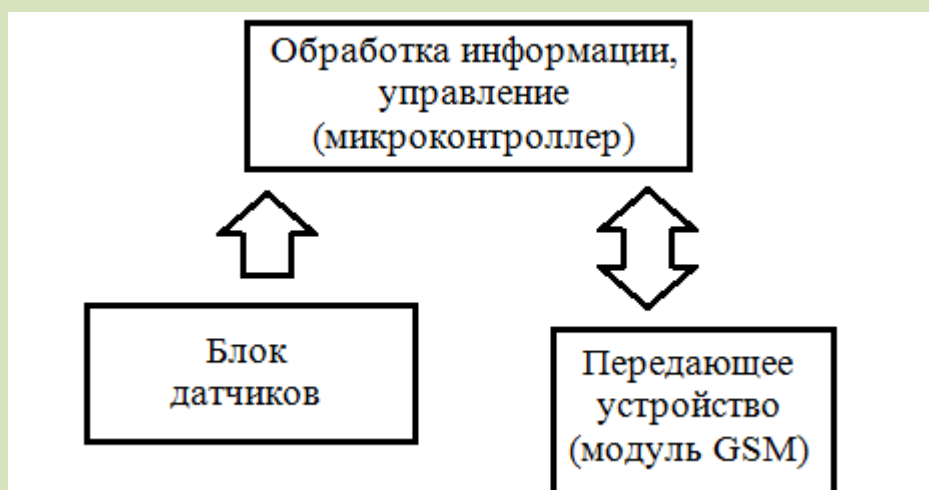 Обработка информации,
управление
(микроконтроллер)
Блок
датчиков
Передающее
устройство
(модуль GSM)